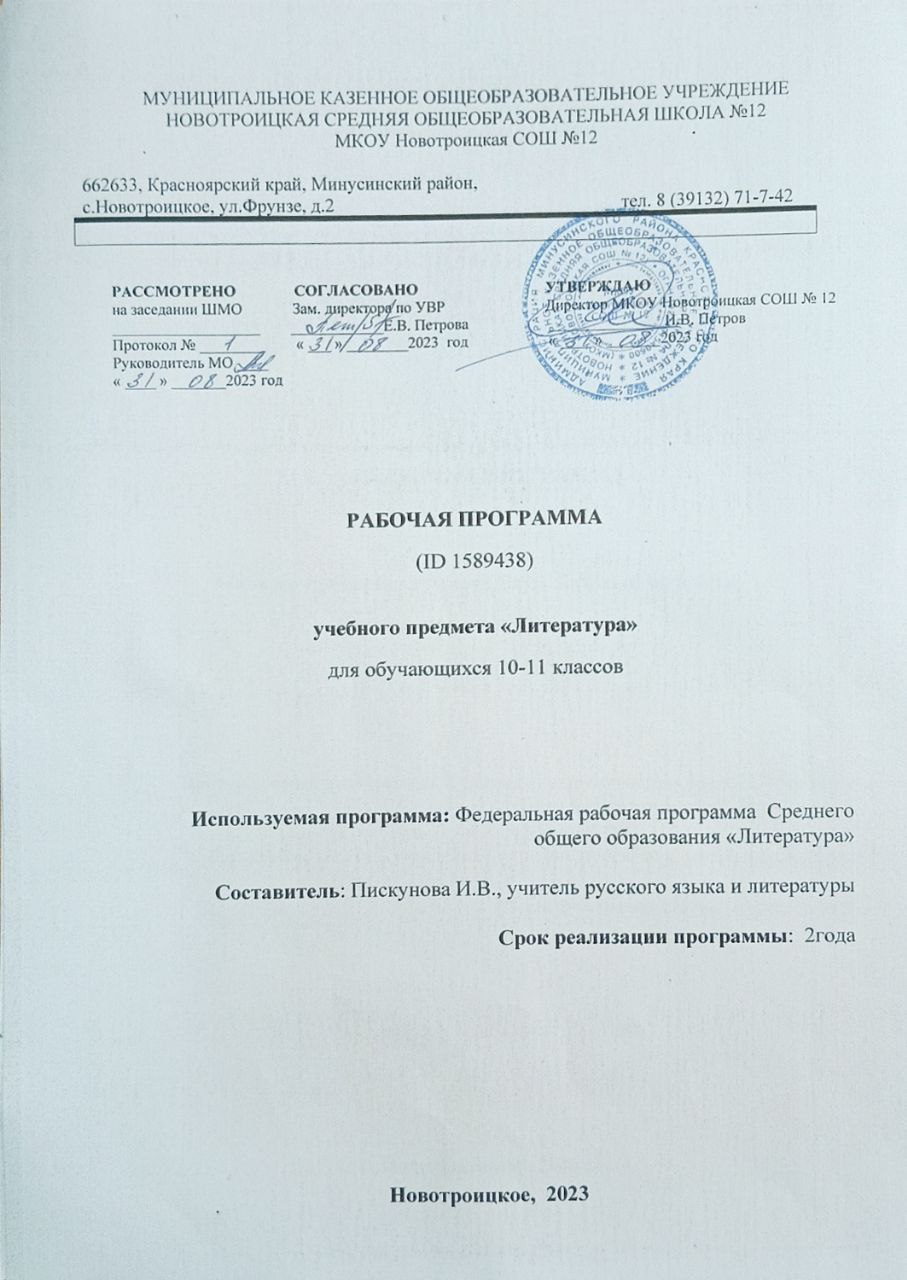 МУНИЦИПАЛЬНОЕ КАЗЕННОЕ ОБЩЕОБРАЗОВАТЕЛЬНОЕ УЧРЕЖДЕНИЕ
НОВОТРОИЦКАЯ СРЕДНЯЯ ОБЩЕОБРАЗОВАТЕЛЬНАЯ ШКОЛА №12
МКОУ Новотроицкая СОШ №12
662633, Красноярский край, Минусинский район,
с.Новотроицкое, ул.Фрунзе, д.2 тел. 8 (39132) 71-7-42
РАССМОТРЕНО СОГЛАСОВАНО УТВЕРЖДАЮ
на заседании ШМО Зам. директора по УВР Директор МКОУ Новотроицкая СОШ № 12
Е.В. Петрова И.В. Петров
Протокол № 1 « 31 » 08 2023 год « 31 » 08 2023 год
Руководитель МО
« 31 » 08 2023 год
РАБОЧАЯ ПРОГРАММА
(ID 1589438)
учебного предмета «Литература»
для обучающихся 10-11 классов
Используемая программа: Федеральная рабочая программа Среднего
общего образования «Литература»
Составитель: Пискунова И.В., учитель русского языка и литературы
Срок реализации программы: 2года
Новотроицкое, 2023